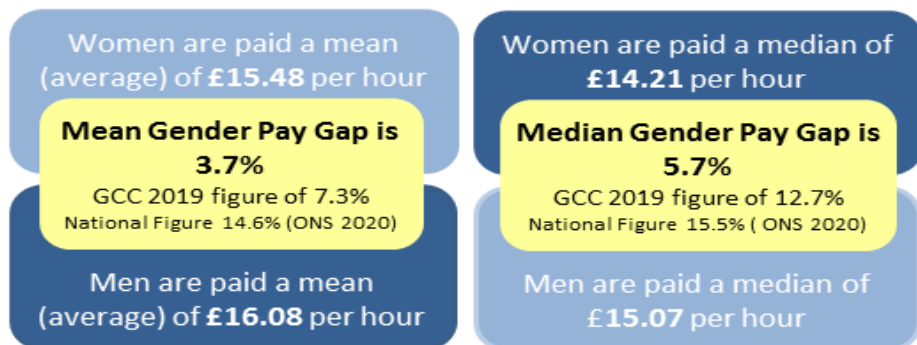 Women are paid a mean
(average) of £15.48 per hour
Mean Gender Pay Gap is
3.7%
GCC 2019 figure of 7.3%
National Figure 14.6% (ONS 2020)
Men are paid a mean
(average) of £16.08 per hour
Women are paid a median of
£14.21 per hour
Median Gender Pay Gap is
5.7%
GCC 2019 figure of 12.7%
National Figure 15.5% ( ONS 2020)
Men are paid a median of
£15.07 per hour